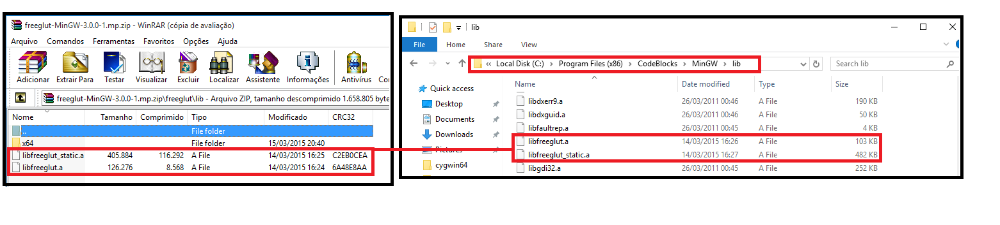 freeglut-MinGW-3.0.0-1.mp.zip - WinRAR (cópia de avaliação)
Arquivo Comandos Ferramentas Favoritos Opções Ajuda
Adicionar Extrair Para Testar Visualizar Excluir Localizar Assistente Informações Antivírus Co
freeglut-MinGW-3.0.0-1.mp.zip\freeglut\lib - Arquivo ZIP, tamanho descomprimido 1.658.805 byte
Nome Tamanho Comprimido Tipo Modificado CRC32
.. File folder
x64 File folder 15/03/2015 20:40
libfreeglut_static.a 405.884 116.292 A File 14/03/2015 16:25 C2EB0CEA
libfreeglut.a 126.276 8.568 A File 14/03/2015 16:24 6A48E8AA
lib
File Home Share View
« Local Disk (C:) > Program Files (x86) > CodeBlocks > MinGW > lib
Search lib
Quick access
Desktop
Documents
Downloads
Pictures
cygwin64
Name Date modified Type Size
libdxerr9.a 26/03/2011 00:46 A File 190 KB
libdxguid.a 26/03/2011 00:46 A File 50 KB
libfaultrep.a 26/03/2011 00:45 A File 4 KB
libfreeglut.a 14/03/2015 16:26 A File 103 KB
libfreeglut_static.a 14/03/2015 16:27 A File 482 KB
libgdi32.a 26/03/2011 00:45 A File 252 KB